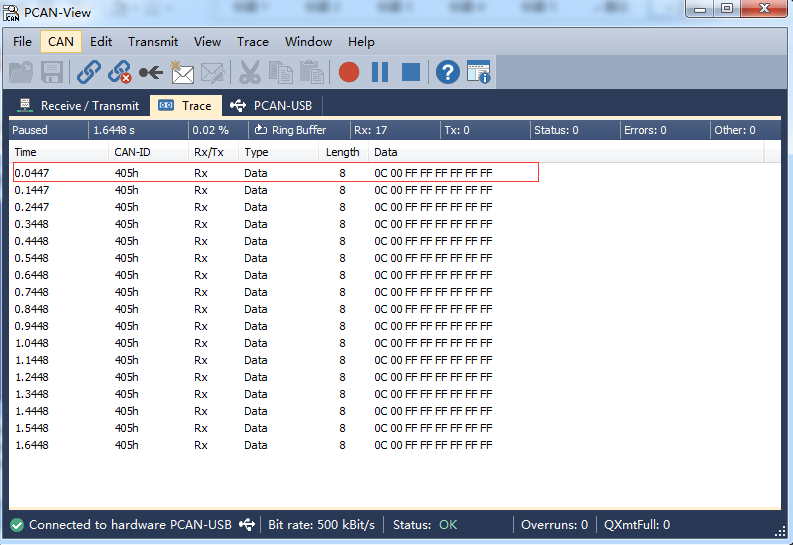 PCAN-View
File CAN Edit Transmit View Trace Window Help
Receive / Transmit Trace PCAN-USB
Paused 1.6448 s 0.02 % Ring Buffer Rx: 17 Tx: 0 Status: 0 Errors: 0 Other: 0
Time CAN-ID Rx/Tx Type Length Data
0.0447 405h Rx Data 8 0C 00 FF FF FF FF FF FF
0.1447 405h Rx Data 8 0C 00 FF FF FF FF FF FF
0.2447 405h Rx Data 8 0C 00 FF FF FF FF FF FF
0.3448 405h Rx Data 8 0C 00 FF FF FF FF FF FF
0.4448 405h Rx Data 8 0C 00 FF FF FF FF FF FF
0.5448 405h Rx Data 8 0C 00 FF FF FF FF FF FF
0.6448 405h Rx Data 8 0C 00 FF FF FF FF FF FF
0.7448 405h Rx Data 8 0C 00 FF FF FF FF FF FF
0.8448 405h Rx Data 8 0C 00 FF FF FF FF FF FF
0.9448 405h Rx Data 8 0C 00 FF FF FF FF FF FF
1.0448 405h Rx Data 8 0C 00 FF FF FF FF FF FF
1.1448 405h Rx Data 8 0C 00 FF FF FF FF FF FF
1.2448 405h Rx Data 8 0C 00 FF FF FF FF FF FF
1.3448 405h Rx Data 8 0C 00 FF FF FF FF FF FF
1.4448 405h Rx Data 8 0C 00 FF FF FF FF FF FF
1.5448 405h Rx Data 8 0C 00 FF FF FF FF FF FF
1.6448 405h Rx Data 8 0C 00 FF FF FF FF FF FF
Connected to hardware PCAN-USB Bit rate: 500 kBit/s Status: OK Overruns: 0 QXmtFull: 0